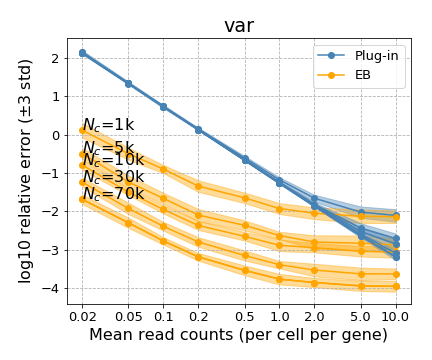 var
log10 relative error (±3 std)
2
1
0
−1
−2
−3
−4
Plug-in
EB
N_c=1k
N_c=5k
N_c=10k
N_c=30k
N_c=70k
0.02 0.05 0.1 0.2 0.5 1.0 2.0 5.0 10.0
Mean read counts (per cell per gene)